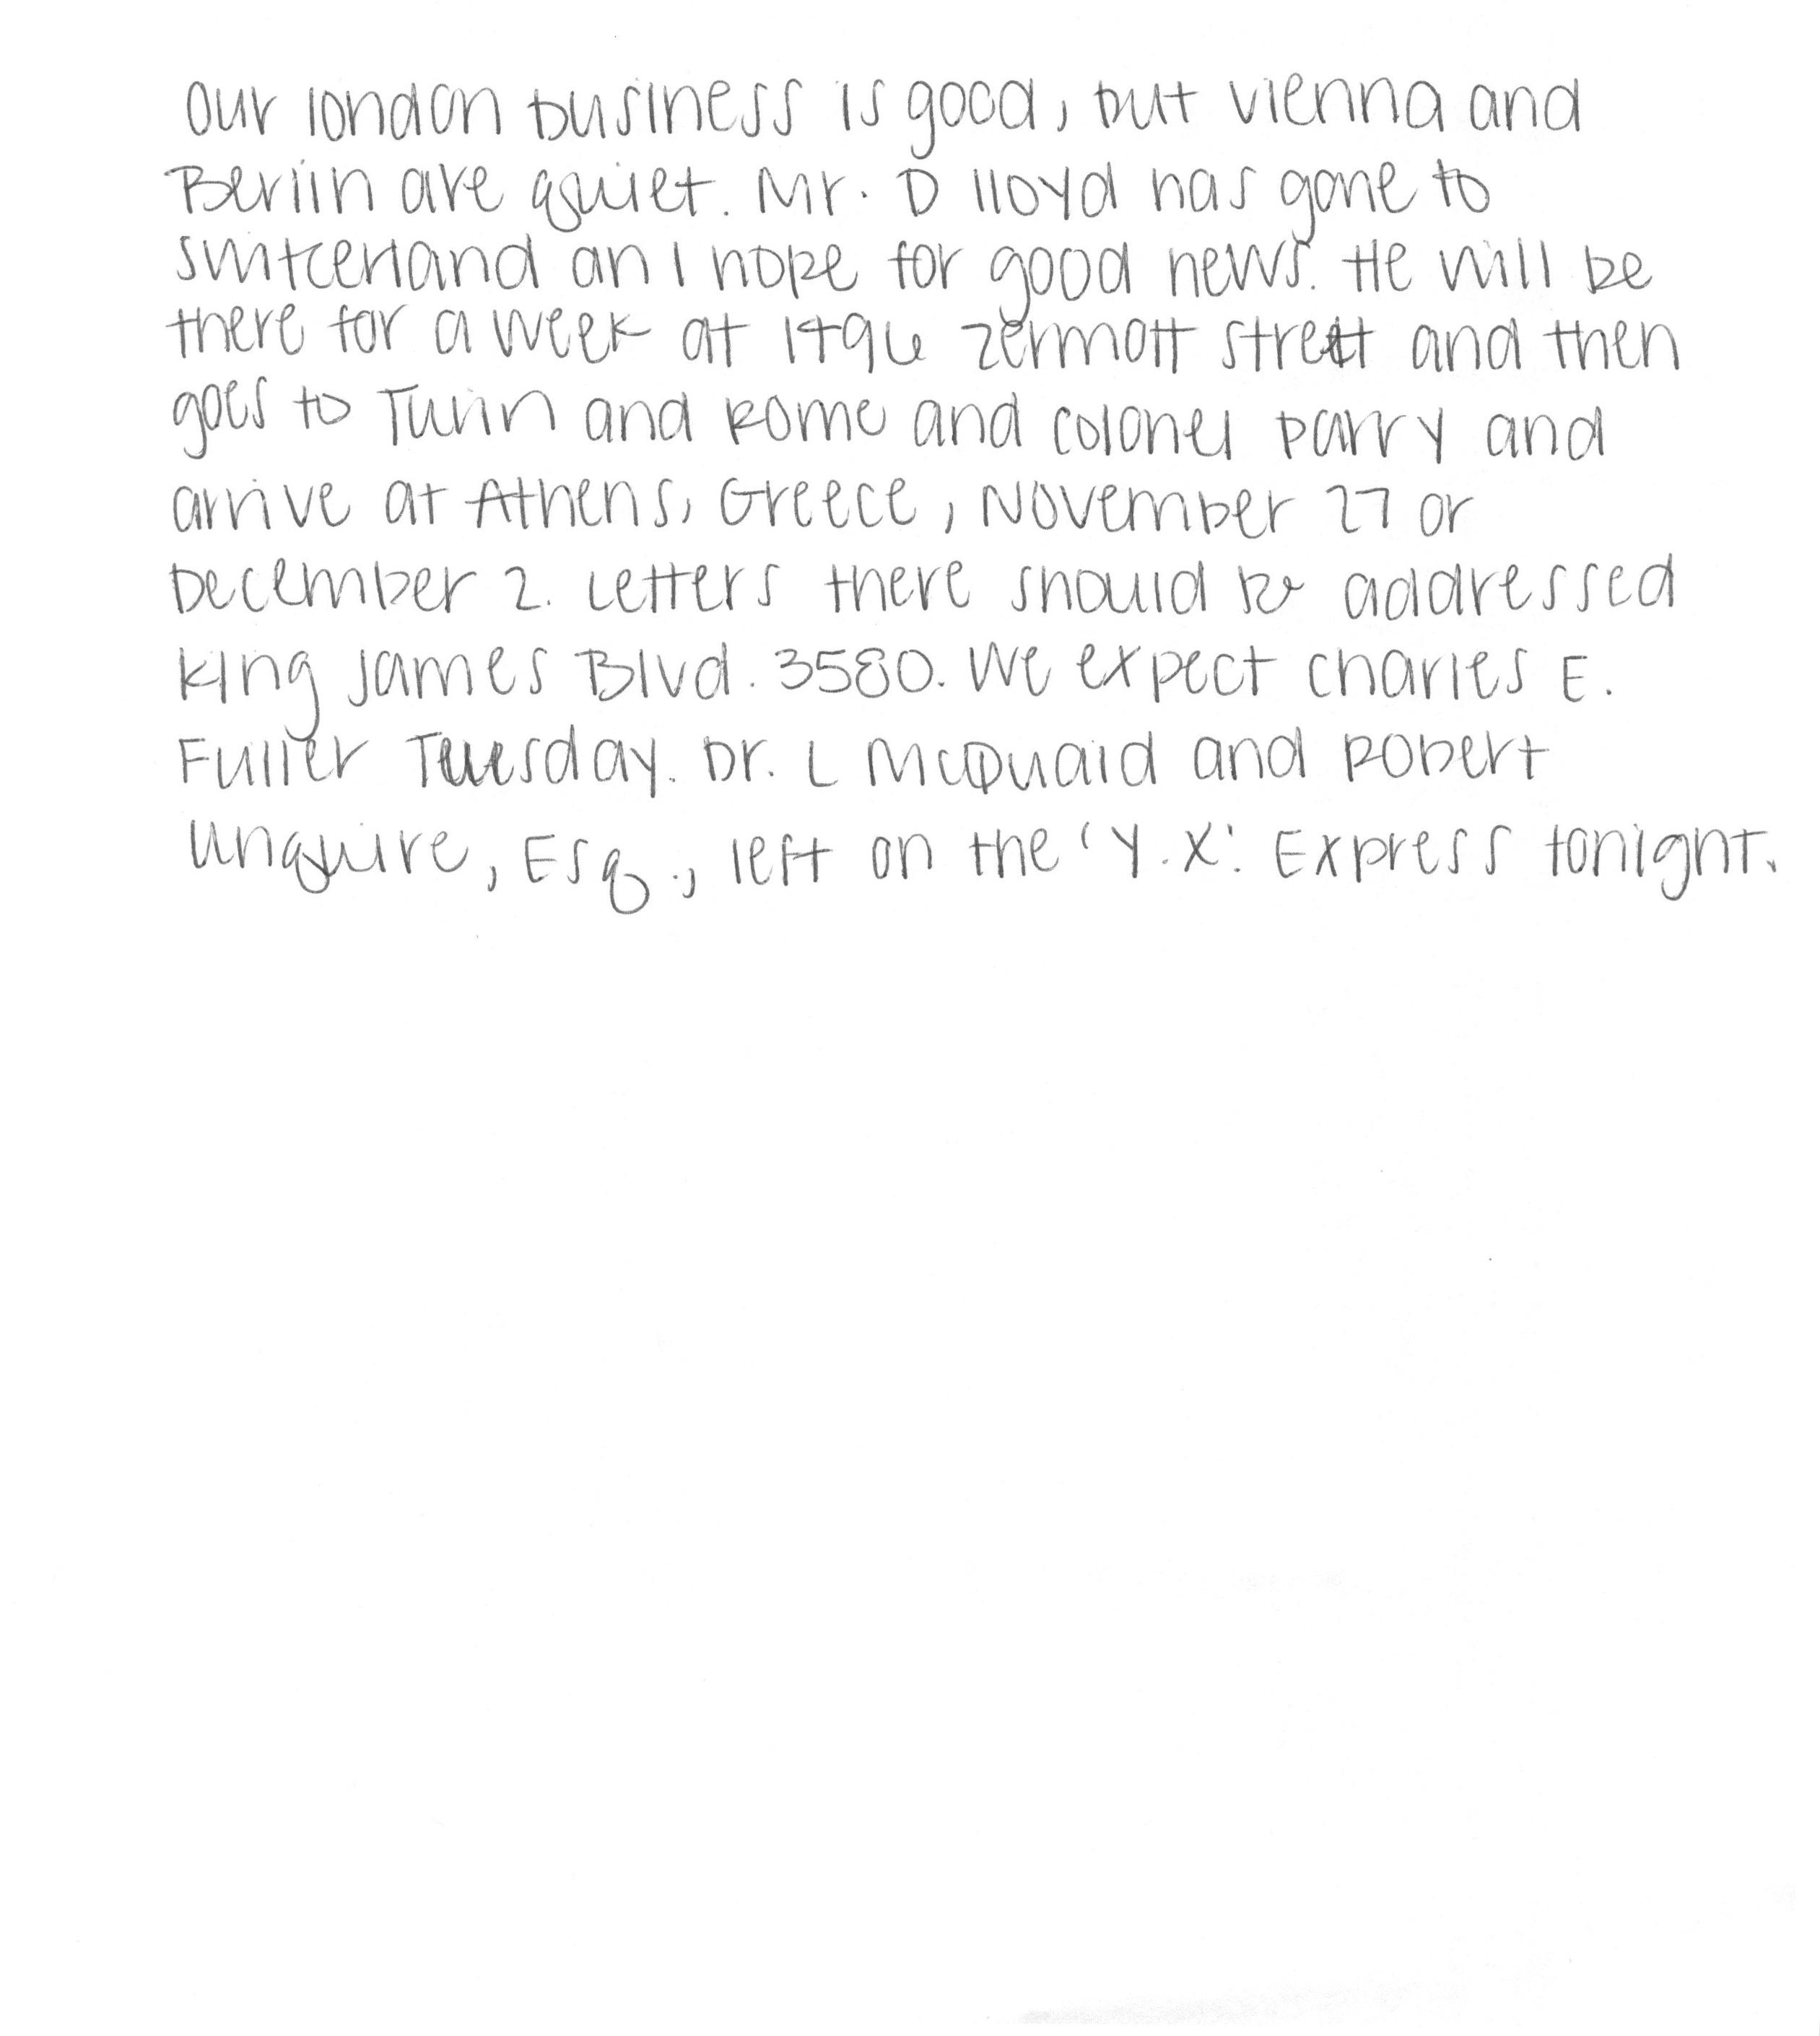 Our london business is good, but vienna and
Berlin are quiet. Mr. D lloyd has gone to
switcerland an I hope for good news. He will be
there for a week at 1496 zermott street and then
goes to Turin and Rome and colonel parry and
arrive at Athens, Greece, November 27 or
December 2. Letters there should be addressed
King James Blvd. 3580. We expect charles E.
Fuller Tuesday. Dr. L McQuaid and Robert
unquire, Esq., left on the 'Y.X'. Express tonight.